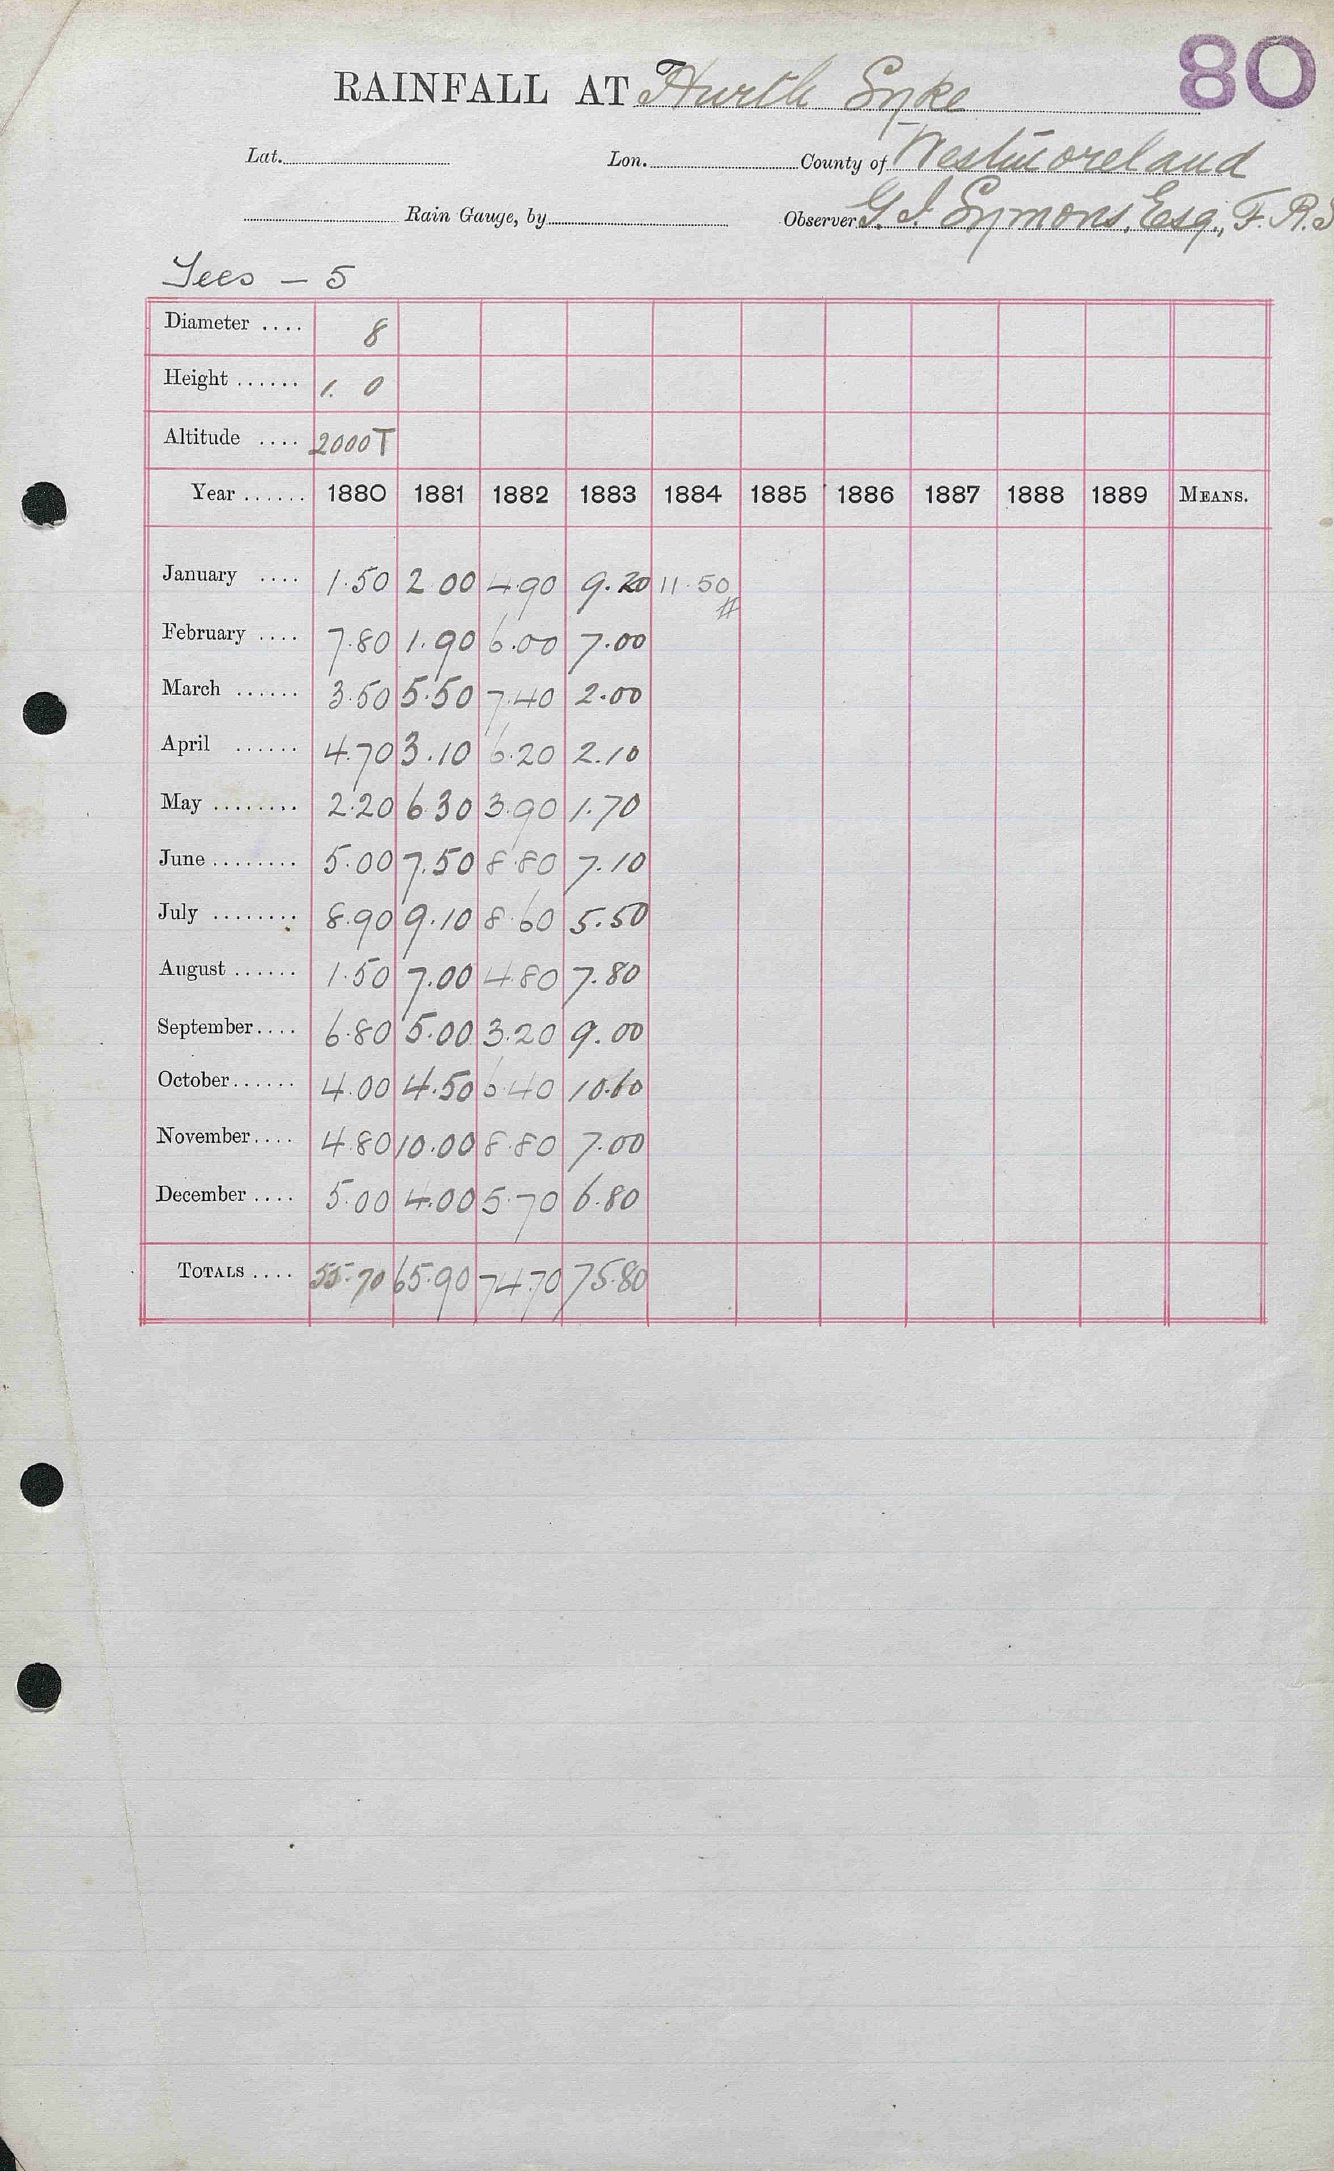 80
RAINFALL AT Hurth Syke
Lat. Lon. County of Westmoreland
Rain Gauge, by Observer G. J. Symons, Esq., F. R. S
Tees – 5
Diameter .... 8
Height ...... 1. 0
Altitude .... 2000 T
Year ...... 1880 1881 1882 1883 1884 1885 1886 1887 1888 1889 MEANS.
January .... 1.50 2 00 4.90 9.20 11.50 #
February .... 7.80 1.90 6.00 7.00
March ...... 3.50 5.50 7.40 2.00
April ...... 4.70 3.10 6.20 2.10
May ........ 2.20 6 30 3.90 1.70
June ........ 5.00 7.50 8.80 7.10
July ........ 8.90 9.10 8.60 5.50
August ...... 1.50 7.00 4.80 7.80
September.... 6.80 5.00 3.20 9.00
October...... 4.00 4.50 6.40 10.60
November.... 4.80 10.00 8.80 7.00
December .... 5.00 4.00 5.70 6.80
TOTALS .... 55.70 65.90 74.70 75.80